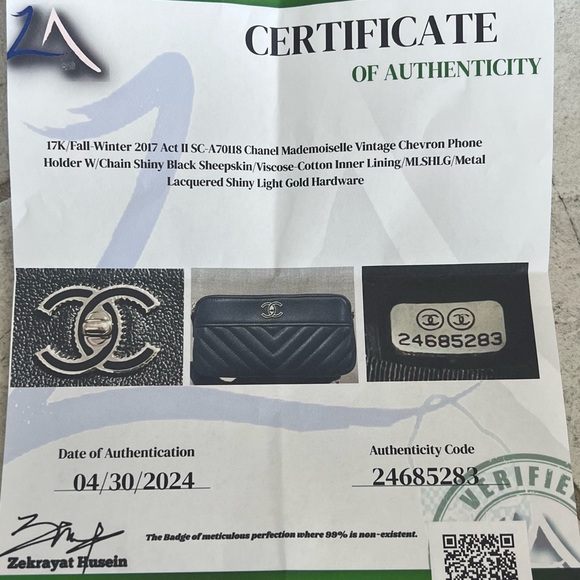 ZA
CERTIFICATE
OF AUTHENTICITY
17K/Fall-Winter 2017 Act II SC-A70118 Chanel Mademoiselle Vintage Chevron Phone
Holder W/Chain Shiny Black Sheepskin/Viscose-Cotton Inner Lining/MLSHLG/Metal
Lacquered Shiny Light Gold Hardware
24685283
Date of Authentication
04/30/2024
Authenticity Code
24685283
VERIFIE
The Badge of meticulous perfection where 99% is non-existent.
Zekrayat Husein